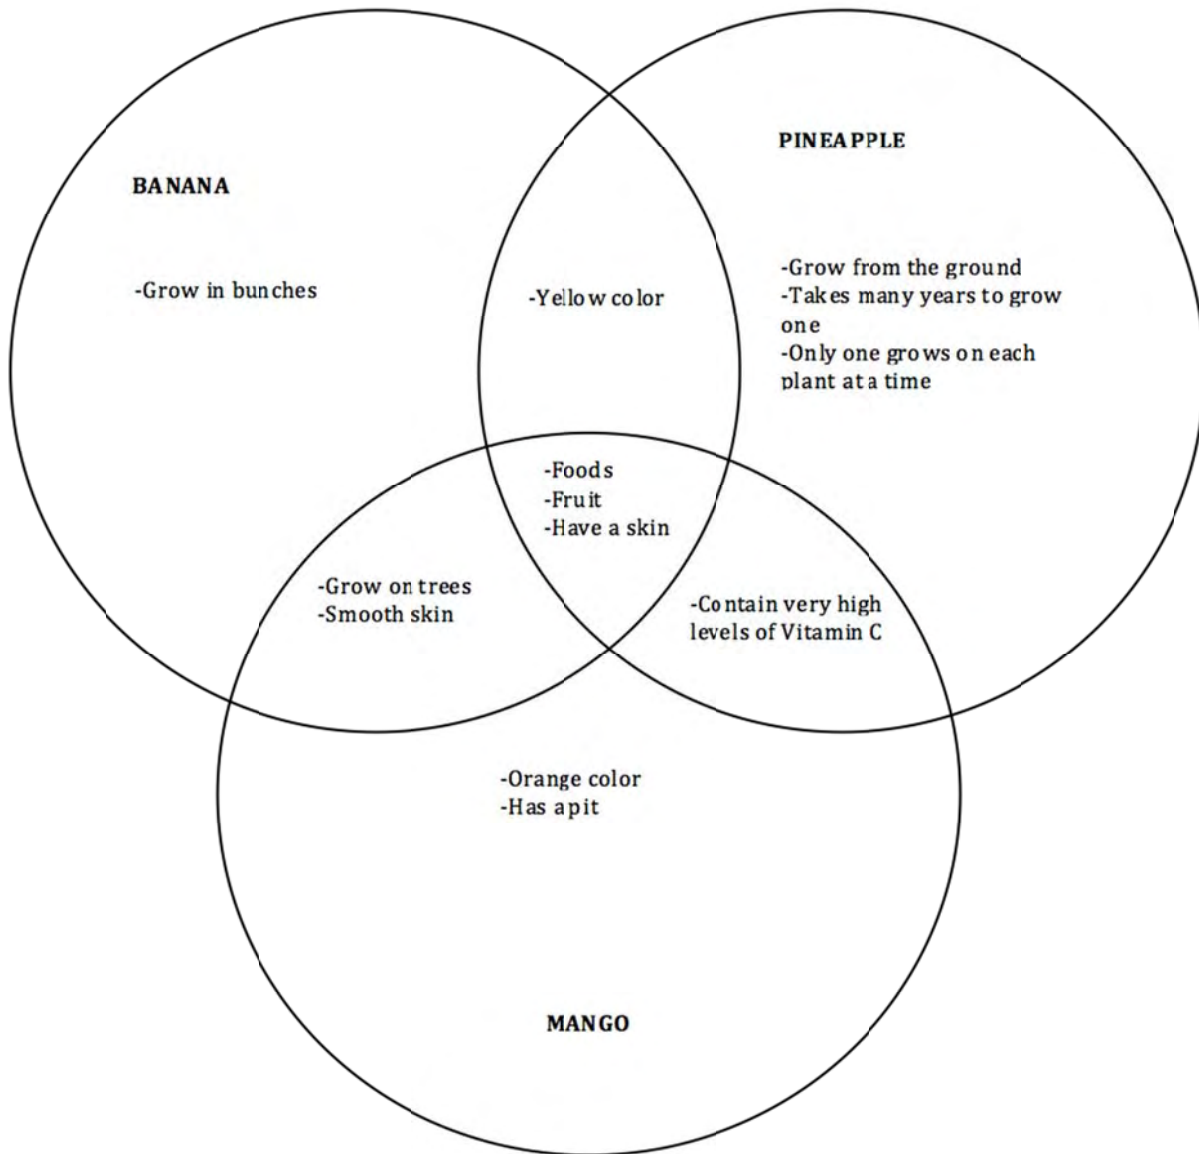 PINEAPPLE
BANANA
-Grow in bunches
-Yellow color
-Grow from the ground
-Takes many years to grow
one
-Only one grows on each
plant at a time
-Foods
-Fruit
-Have a skin
-Grow on trees
-Smooth skin
-Contain very high
levels of Vitamin C
-Orange color
-Has a pit
MANGO